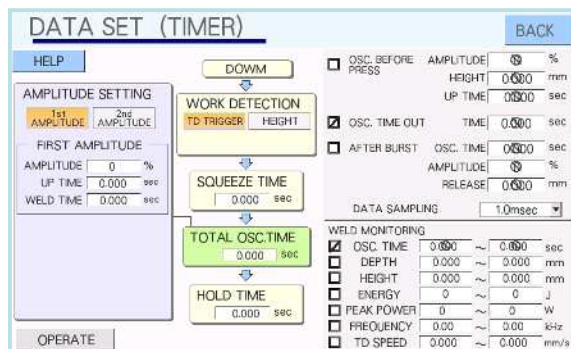 DATA SET (TIMER)
BACK
HELP
AMPLITUDE SETTING
1st AMPLITUDE
2nd AMPLITUDE
FIRST AMPLITUDE
AMPLITUDE 0 %
UP TIME 0.000 sec
WELD TIME 0.000 sec
OPERATE
DOWM
WORK DETECTION
TD TRIGGER HEIGHT
SQUEEZE TIME
0.000 sec
TOTAL OSC.TIME
0.000 sec
HOLD TIME
0.000 sec
OSC. BEFORE PRESS
AMPLITUDE 0 %
HEIGHT 0.000 mm
UP TIME 0.000 sec
OSC. TIME OUT TIME 0.000 sec
AFTER BURST OSC. TIME 0.000 sec
AMPLITUDE 0 %
RELEASE 0.000 mm
DATA SAMPLING 1.0msec
WELD MONITORING
OSC. TIME 0.000 ~ 0.000 sec
DEPTH 0.000 ~ 0.000 mm
HEIGHT 0.000 ~ 0.000 mm
ENERGY 0 ~ 0 J
PEAK POWER 0 ~ 0 W
FREQUENCY 0.00 ~ 0.00 kHz
TD SPEED 0.000 ~ 0.000 mm/s